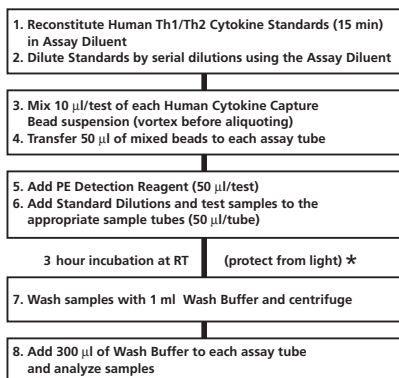 1. Reconstitute Human Th1/Th2 Cytokine Standards (15 min)
in Assay Diluent
2. Dilute Standards by serial dilutions using the Assay Diluent
3. Mix 10 μl/test of each Human Cytokine Capture
Bead suspension (vortex before aliquoting)
4. Transfer 50 μl of mixed beads to each assay tube
5. Add PE Detection Reagent (50 μl/test)
6. Add Standard Dilutions and test samples to the
appropriate sample tubes (50 μl/tube)
3 hour incubation at RT (protect from light) *
7. Wash samples with 1 ml Wash Buffer and centrifuge
8. Add 300 μl of Wash Buffer to each assay tube
and analyze samples